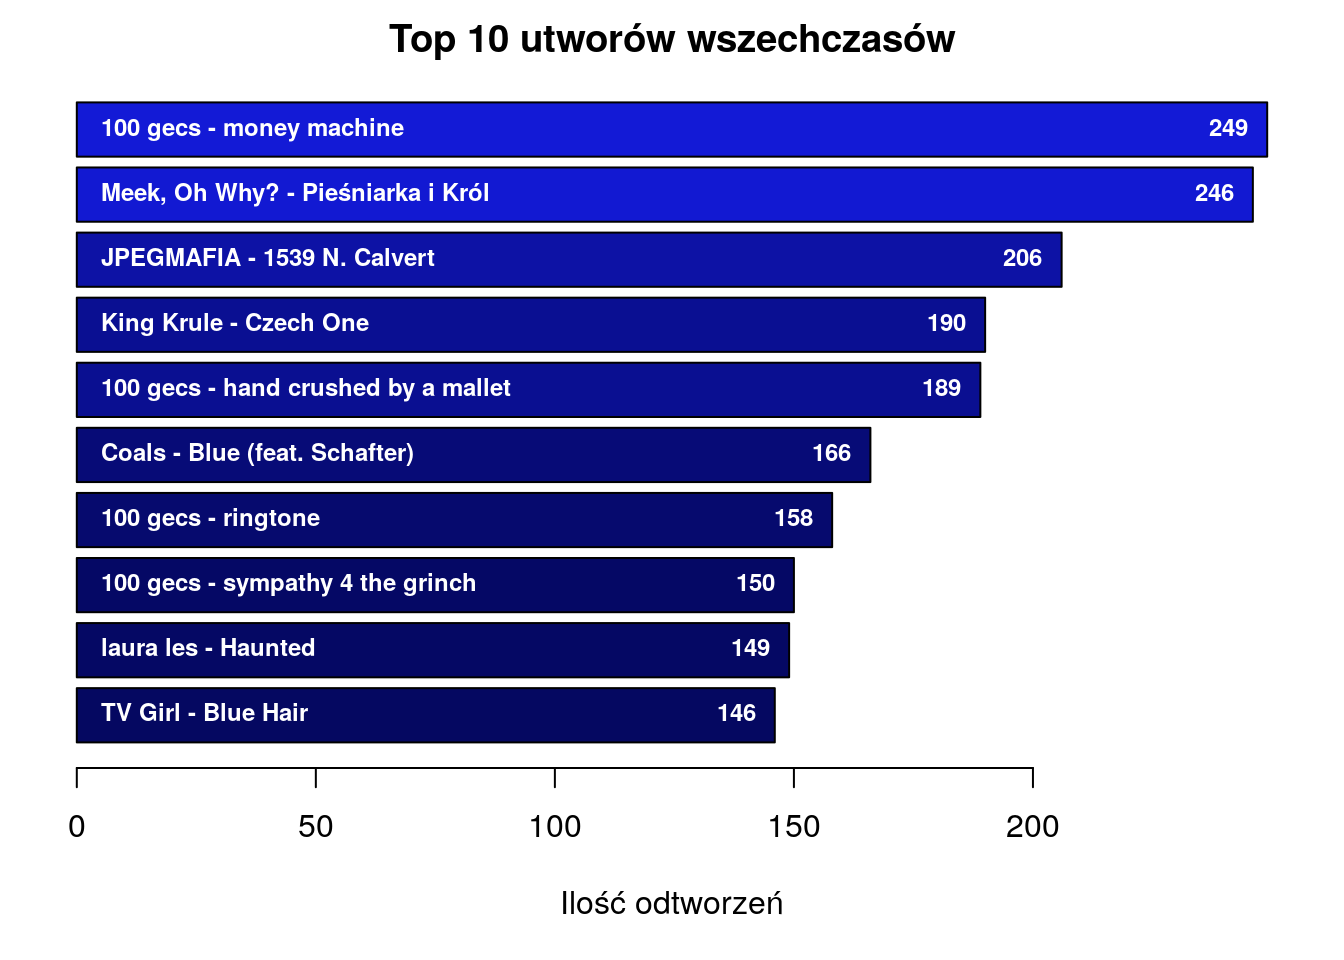 Top 10 utworów wszechczasów
100 gecs - money machine 249
Meek, Oh Why? - Pieśniarka i Król 246
JPEGMAFIA - 1539 N. Calvert 206
King Krule - Czech One 190
100 gecs - hand crushed by a mallet 189
Coals - Blue (feat. Schafter) 166
100 gecs - ringtone 158
100 gecs - sympathy 4 the grinch 150
laura les - Haunted 149
TV Girl - Blue Hair 146
0 50 100 150 200
Ilość odtworzeń